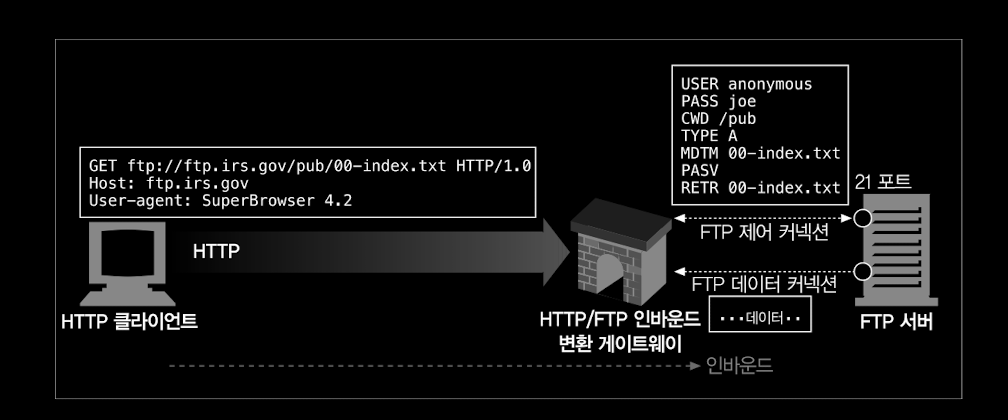 USER anonymous
PASS joe
CWD /pub
TYPE A
MDTM 00-index.txt
PASV
RETR 00-index.txt
GET ftp://ftp.irs.gov/pub/00-index.txt HTTP/1.0
Host: ftp.irs.gov
User-agent: SuperBrowser 4.2
21 포트
FTP 제어 커넥션
HTTP
FTP 데이터 커넥션
HTTP 클라이언트
HTTP/FTP 인바운드
변환 게이트웨이
...데이터..
FTP 서버
인바운드